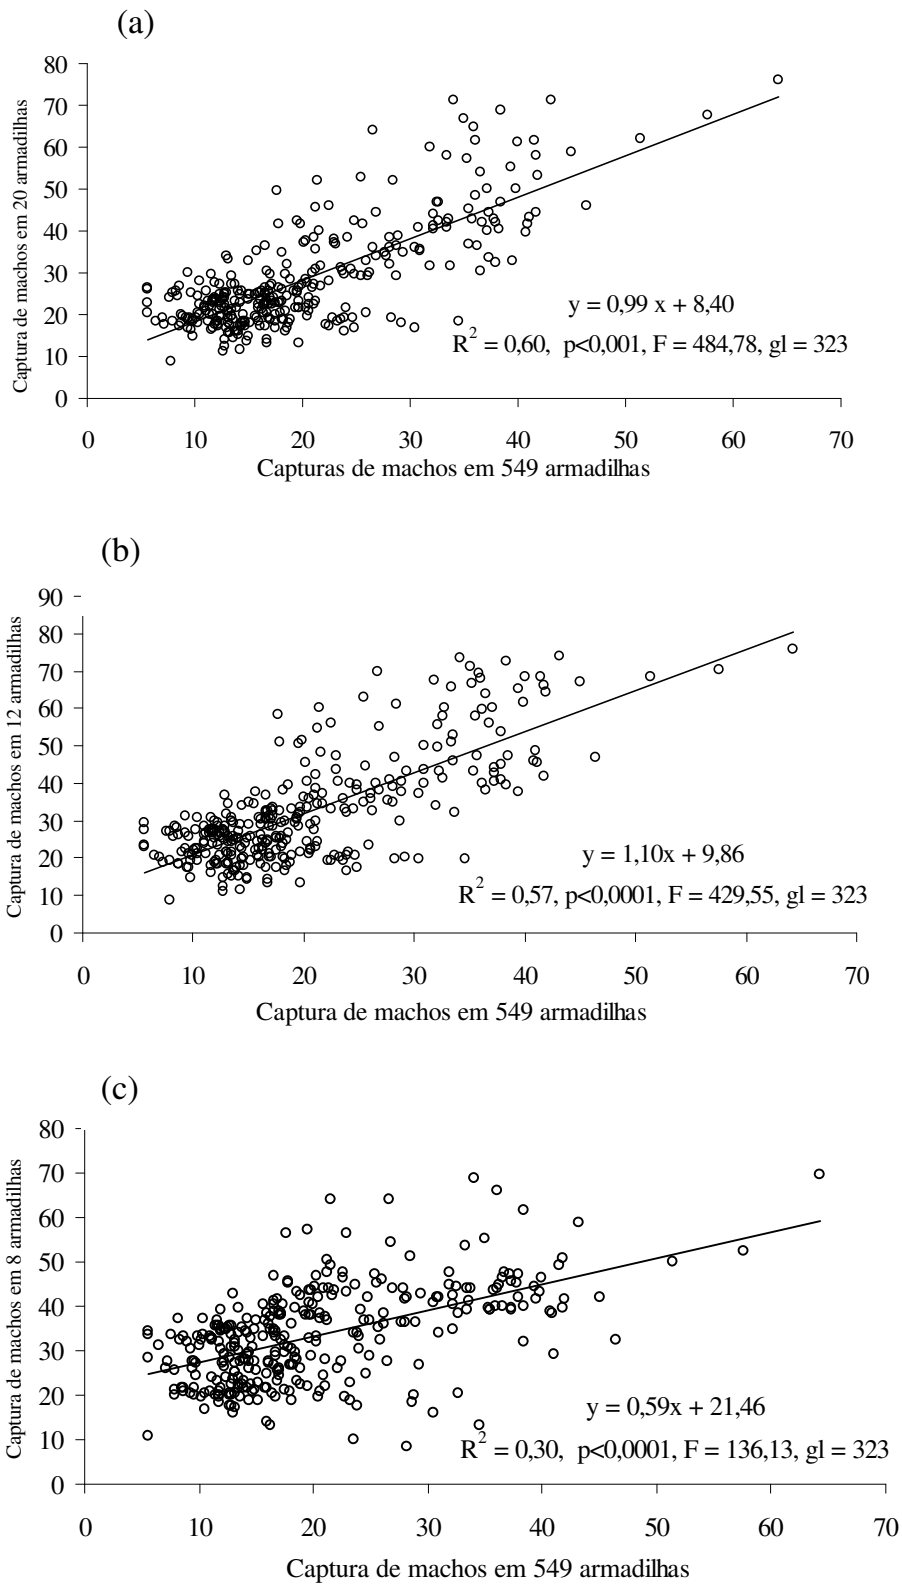 (a)
Captura de machos em 20 armadilhas
80
70
60
50
40
30
20
10
0
y = 0,99 x + 8,40
R² = 0,60, p<0,001, F = 484,78, gl = 323
0 10 20 30 40 50 60 70
Capturas de machos em 549 armadilhas
(b)
Captura de machos em 12 armadilhas
90
80
70
60
50
40
30
20
10
0
y = 1,10x + 9,86
R² = 0,57, p<0,0001, F = 429,55, gl = 323
0 10 20 30 40 50 60 70
Captura de machos em 549 armadilhas
(c)
Captura de machos em 8 armadilhas
80
70
60
50
40
30
20
10
0
y = 0,59x + 21,46
R² = 0,30, p<0,0001, F = 136,13, gl = 323
0 10 20 30 40 50 60 70
Captura de machos em 549 armadilhas